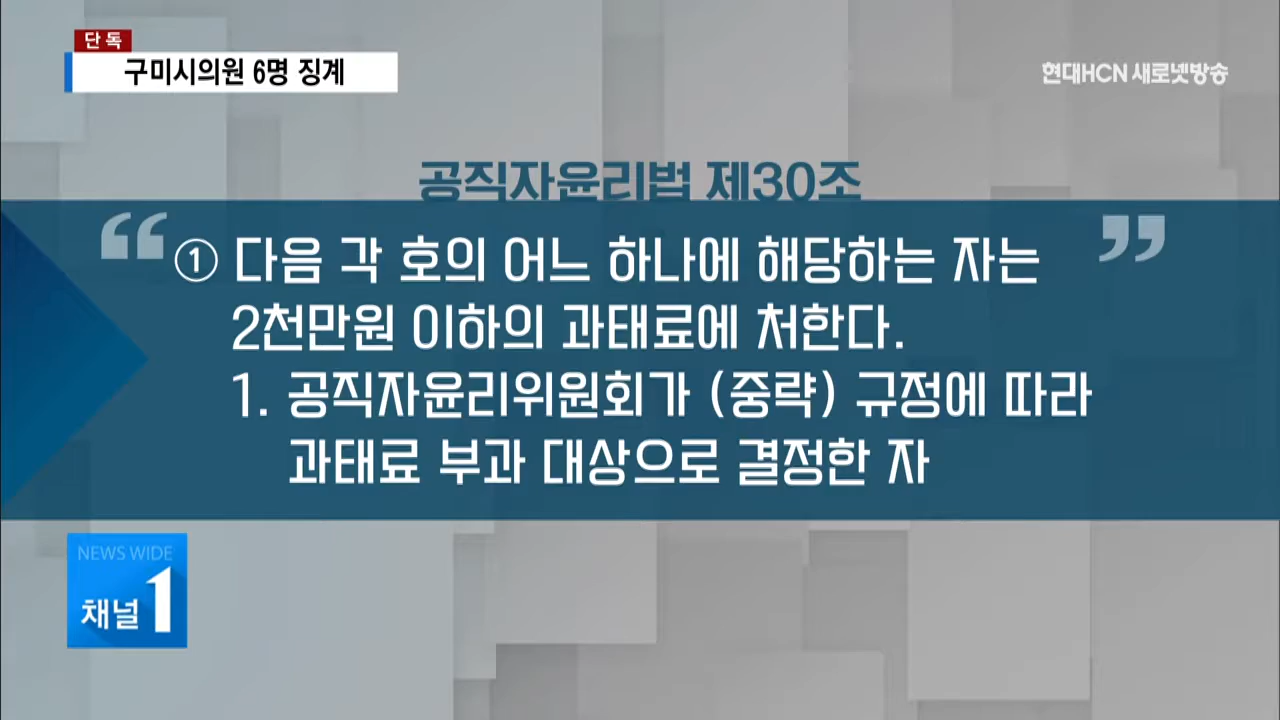 단독
구미시의원 6명 징계
현대HCN 새로넷방송
공직자윤리법 제30조
“ ① 다음 각 호의 어느 하나에 해당하는 자는 ”
2천만원 이하의 과태료에 처한다.
1. 공직자윤리위원회가 (중략) 규정에 따라
과태료 부과 대상으로 결정한 자
NEWS WIDE
채널1